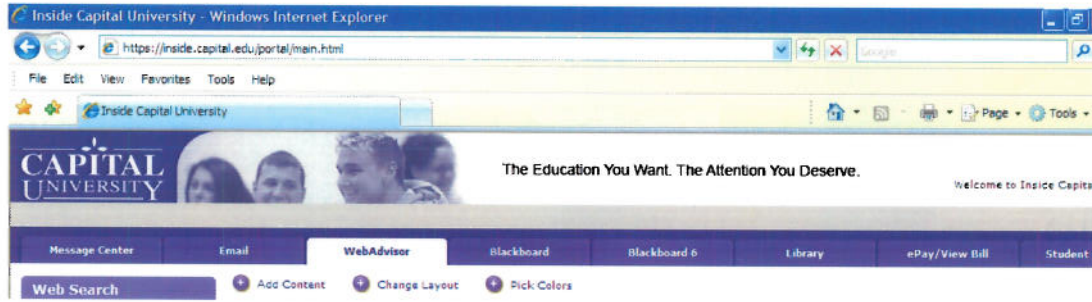 Inside Capital University - Windows Internet Explorer
https://inside.capital.edu/portal/main.html Google
File Edit View Favorites Tools Help
Inside Capital University Page Tools
CAPITAL
UNIVERSITY
The Education You Want. The Attention You Deserve.
Welcome to Inside Capita
Message Center Email WebAdvisor Blackboard Blackboard 6 Library ePay/View Bill Student
Web Search Add Content Change Layout Pick Colors